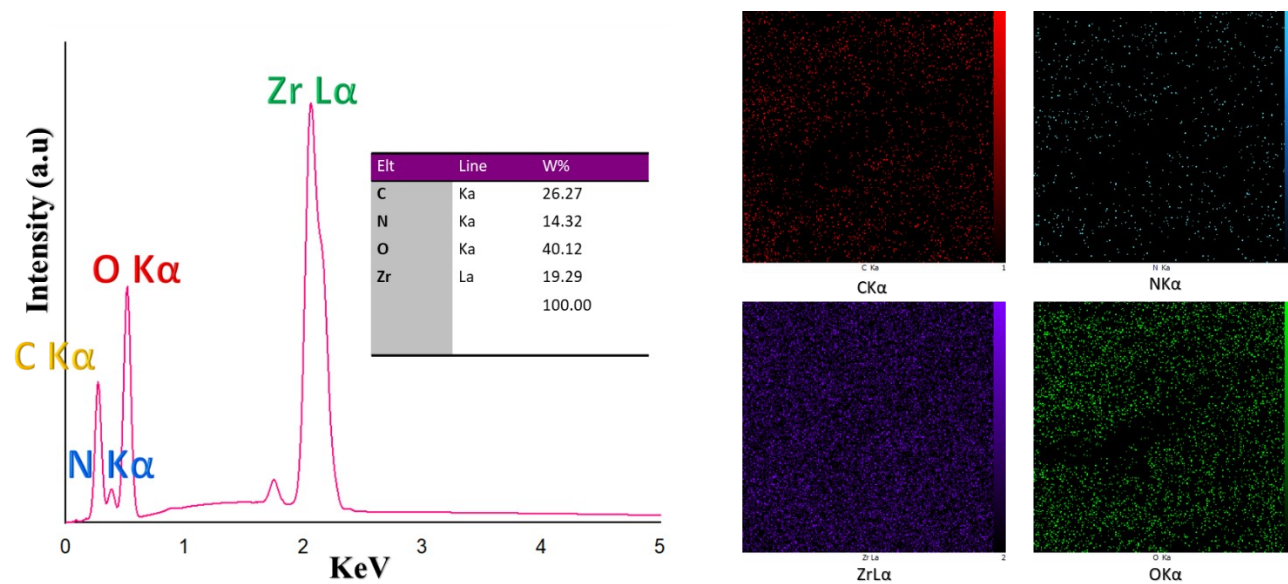 Intensity (a.u)
Zr Lα
O Kα
C Kα
N Kα
Elt Line W%
C Ka 26.27
N Ka 14.32
O Ka 40.12
Zr La 19.29
100.00
0 1 2 3 4 5
KeV
C Ka 1
CKα
N Ka
NKα
Zr La 2
ZrLα
O Ka
OKα